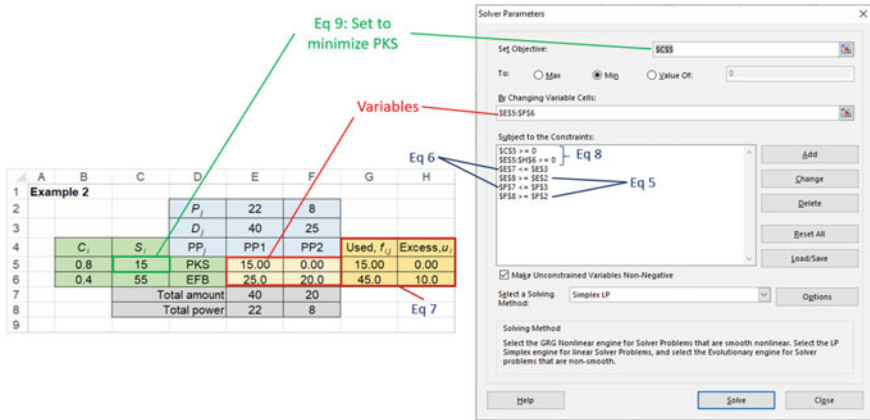 Eq 9: Set to
minimize PKS
Variables
Eq 6
Eq 8
Eq 5
Eq 7
A B C D E F G H
1 Example 2
2 Pj 22 8
3 Dj 40 25
4 Ci Si PPj PP1 PP2 Used, fi,j Excess,ui
5 0.8 15 PKS 15.00 0.00 15.00 0.00
6 0.4 55 EFB 25.0 20.0 45.0 10.0
7 Total amount 40 20
8 Total power 22 8
9
Solver Parameters
Set Objective: $C$5
To: Max Min Value Of: 0
By Changing Variable Cells:
$E$5:$F$6
Subject to the Constraints:
$C$5 >= 0
$E$5:$H$6 >= 0
$E$7 <= $E$3
$E$8 >= $E$2
$F$7 <= $F$3
$F$8 >= $F$2
Add
Change
Delete
Reset All
Load/Save
Make Unconstrained Variables Non-Negative
Select a Solving Method: Simplex LP
Options
Solving Method
Select the GRG Nonlinear engine for Solver Problems that are smooth nonlinear. Select the LP
Simplex engine for linear Solver Problems, and select the Evolutionary engine for Solver
problems that are non-smooth.
Help Solve Close